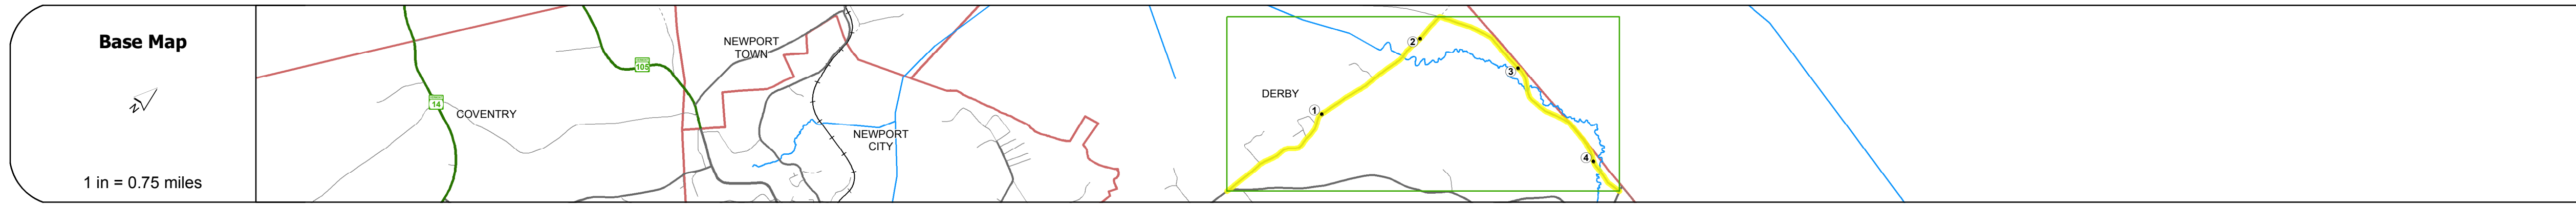 Base Map
N
1 in = 0.75 miles
14
COVENTRY
105
NEWPORT
TOWN
NEWPORT
CITY
DERBY
1
2
3
4